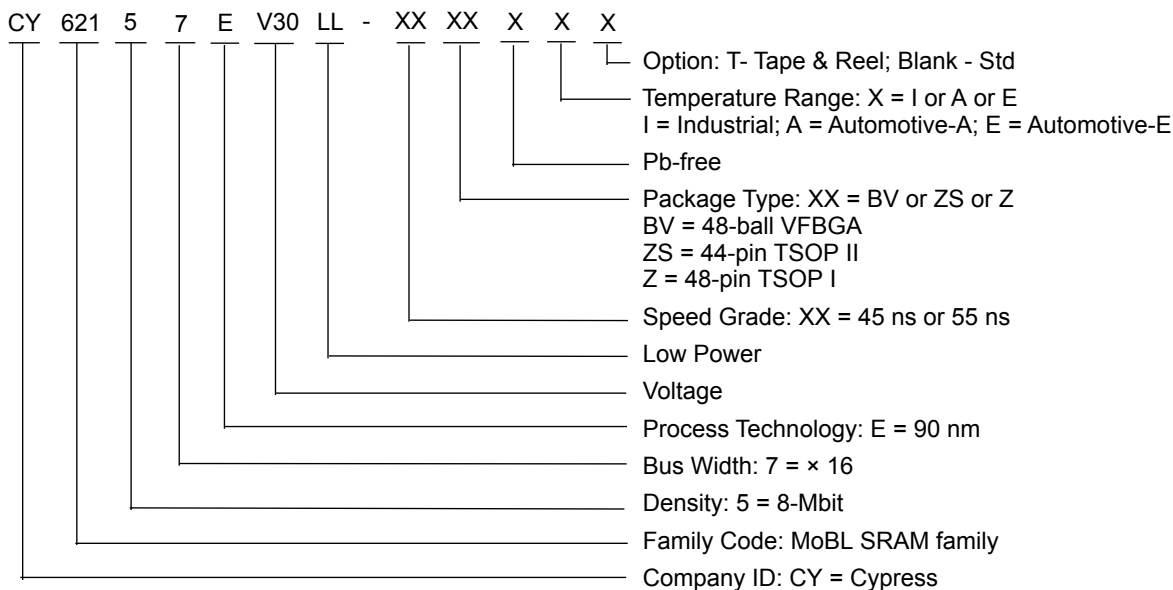 CY 621 5 7 E V30 LL - XX XX X X X
Option: T- Tape & Reel; Blank - Std
Temperature Range: X = I or A or E
I = Industrial; A = Automotive-A; E = Automotive-E
Pb-free
Package Type: XX = BV or ZS or Z
BV = 48-ball VFBGA
ZS = 44-pin TSOP II
Z = 48-pin TSOP I
Speed Grade: XX = 45 ns or 55 ns
Low Power
Voltage
Process Technology: E = 90 nm
Bus Width: 7 = × 16
Density: 5 = 8-Mbit
Family Code: MoBL SRAM family
Company ID: CY = Cypress